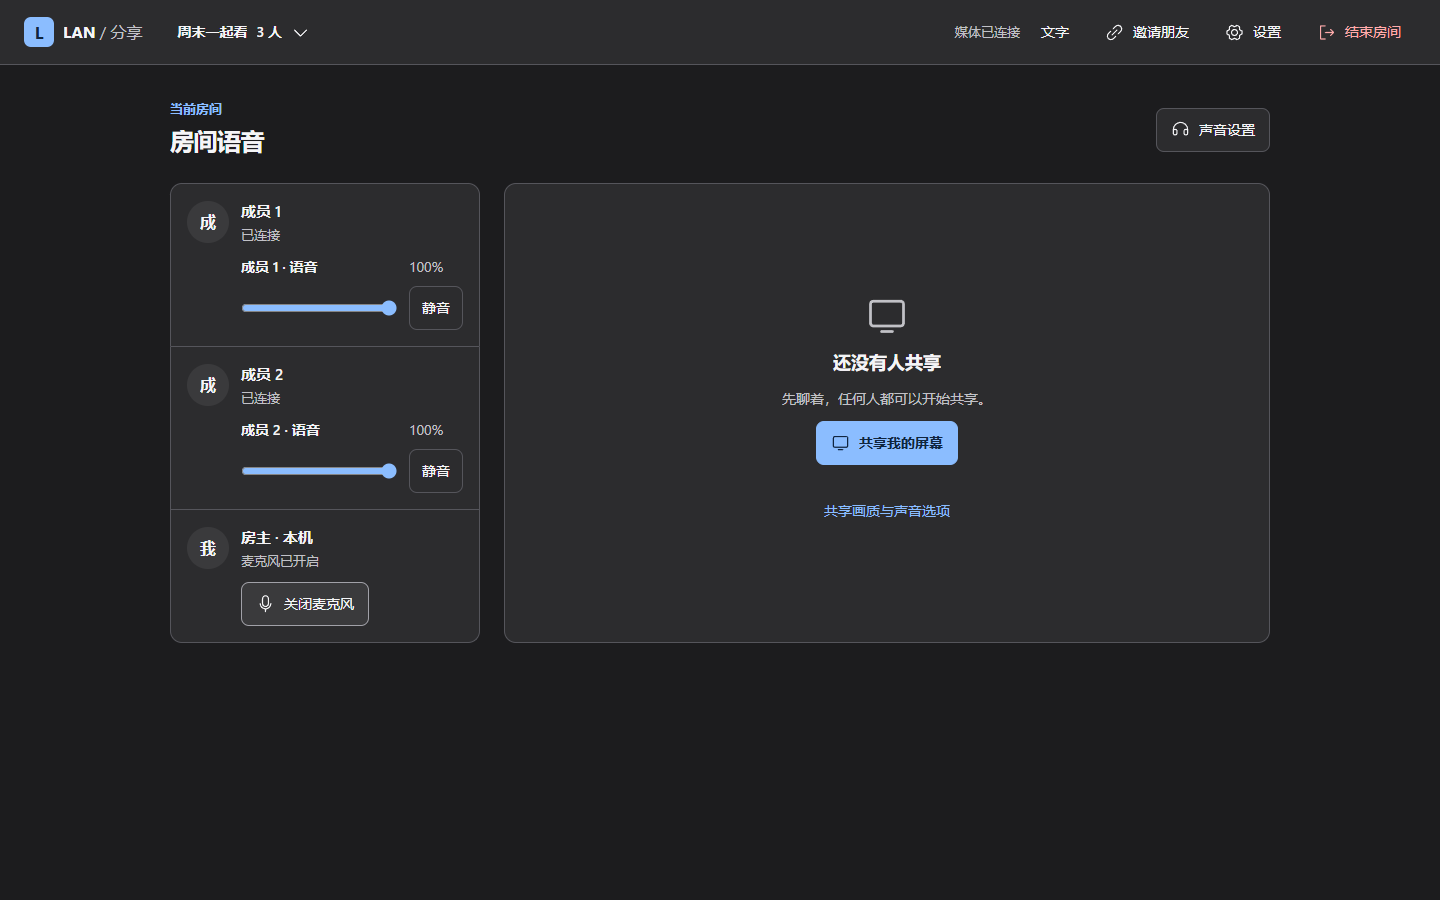 L LAN / 分享 周末一起看 3 人 媒体已连接 文字 邀请朋友 设置 结束房间
当前房间
房间语音
声音设置
成 成员 1
已连接
成员 1 · 语音 100%
静音
成 成员 2
已连接
成员 2 · 语音 100%
静音
我 房主 · 本机
麦克风已开启
关闭麦克风
还没有人共享
先聊着，任何人都可以开始共享。
共享我的屏幕
共享画质与声音选项